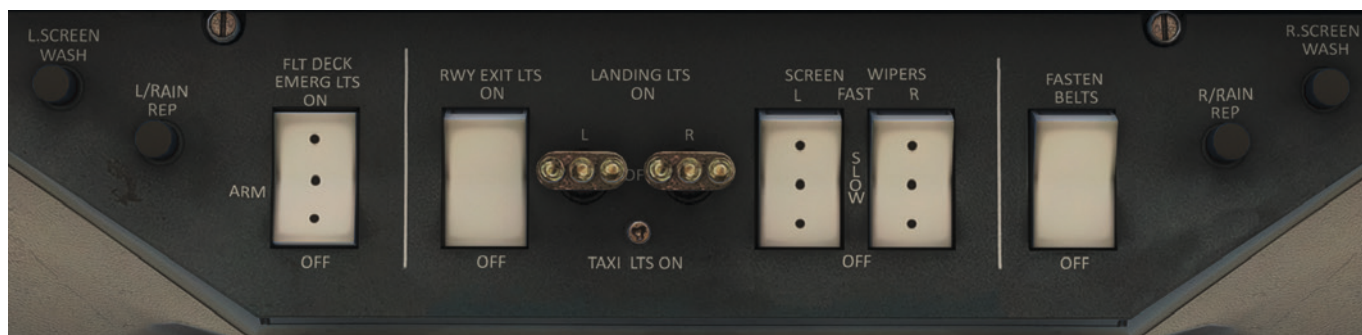 L.SCREEN
WASH
L/RAIN
REP
FLT DECK
EMERG LTS
ON
ARM
OFF
RWY EXIT LTS
ON
OFF
LANDING LTS
ON
L
R
TAXI LTS ON
SCREEN WIPERS
L FAST R
SLOW
OFF
FASTEN
BELTS
OFF
R/RAIN
REP
R.SCREEN
WASH